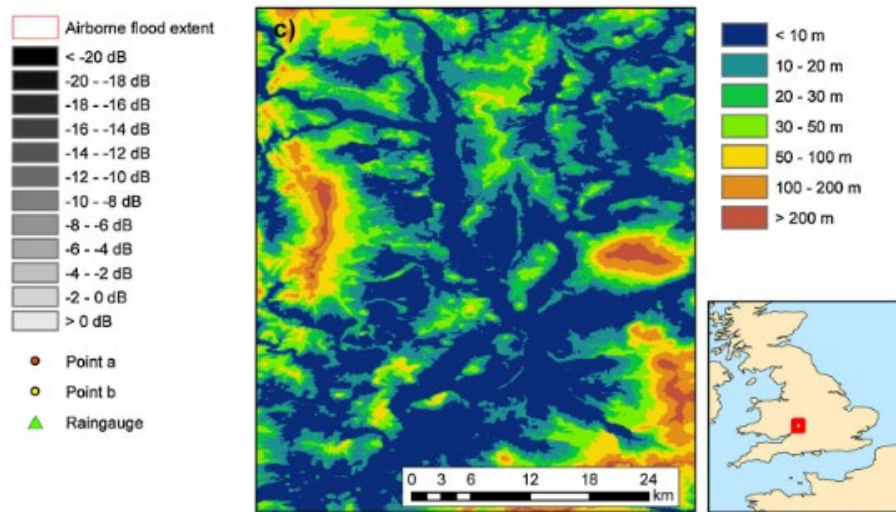 Airborne flood extent
< -20 dB
-20 - -18 dB
-18 - -16 dB
-16 - -14 dB
-14 - -12 dB
-12 - -10 dB
-10 - -8 dB
-8 - -6 dB
-6 - -4 dB
-4 - -2 dB
-2 - 0 dB
> 0 dB
Point a
Point b
Raingauge
c)
0 3 6 12 18 24
km
< 10 m
10 - 20 m
20 - 30 m
30 - 50 m
50 - 100 m
100 - 200 m
> 200 m